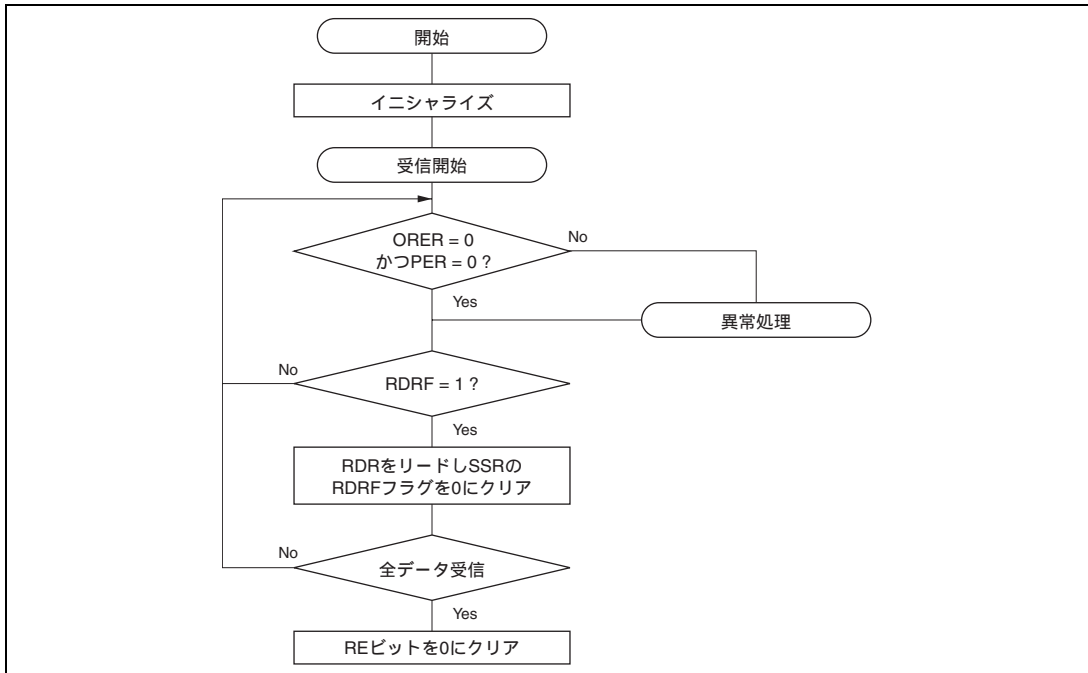 開始
イニシャライズ
受信開始
ORER = 0
かつPER = 0 ?
No
Yes
異常処理
No
RDRF = 1 ?
Yes
RDRをリードしSSRの
RDRFフラグを0にクリア
No
全データ受信
Yes
REビットを0にクリア